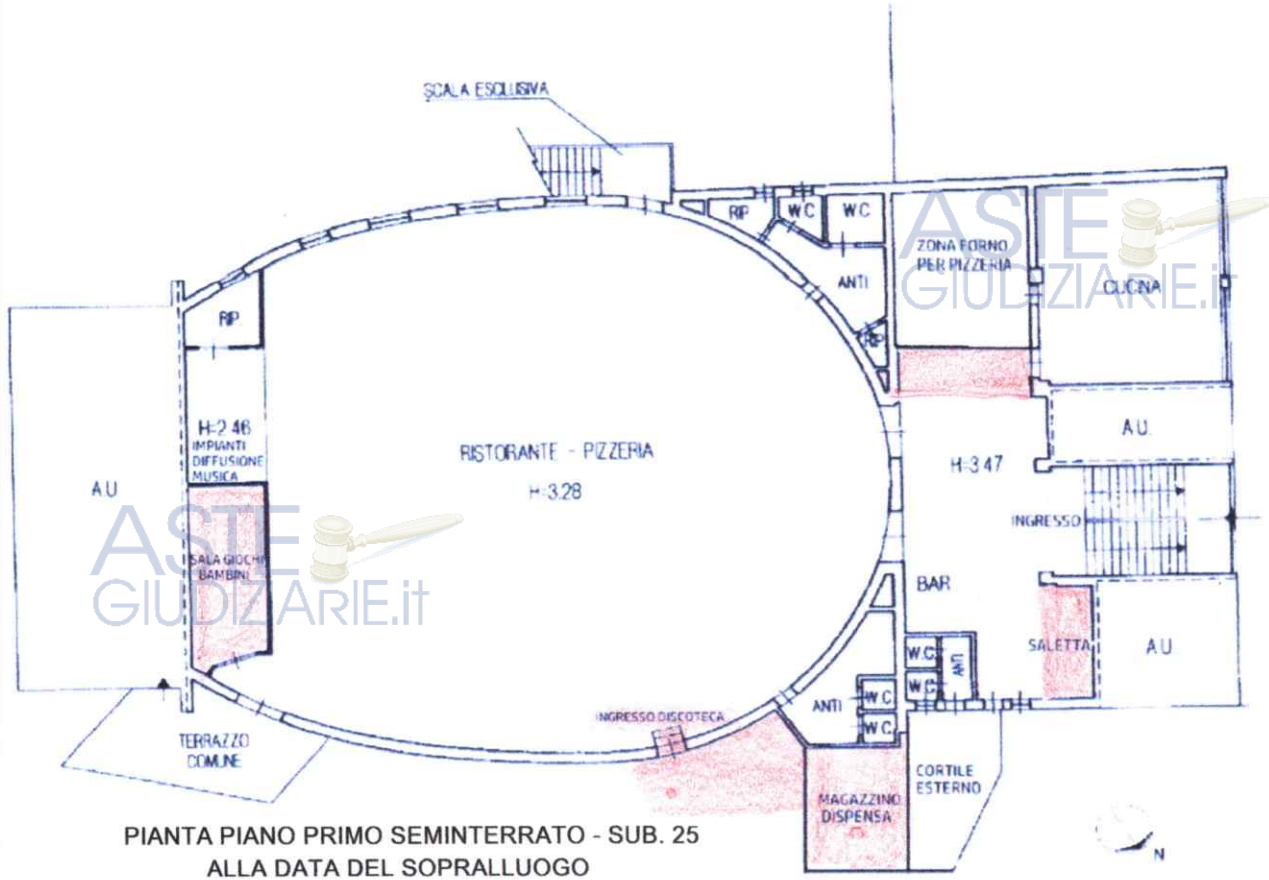 SCALA ESCLUSIVA
RIP
W C
W C
ZONA FORNO
PER PIZZERIA
CUCINA
ANTI
RIP
RIP
ASTE
GIUDIZIARIE.it
H=2.46
IMPIANTI
DIFFUSIONE
MUSICA
RISTORANTE - PIZZERIA
H=3.28
H=3.47
A.U.
A.U
INGRESSO
SALA GIOCHI
BAMBINI
ASTE
GIUDIZIARIE.it
BAR
SALETTA
A.U.
W.C
W.C
ANTI
ANTI
W C
W C
INGRESSO DISCOTECA
TERRAZZO
COMUNE
MAGAZZINO
DISPENSA
CORTILE
ESTERNO
N
PIANTA PIANO PRIMO SEMINTERRATO - SUB. 25
ALLA DATA DEL SOPRALLUOGO